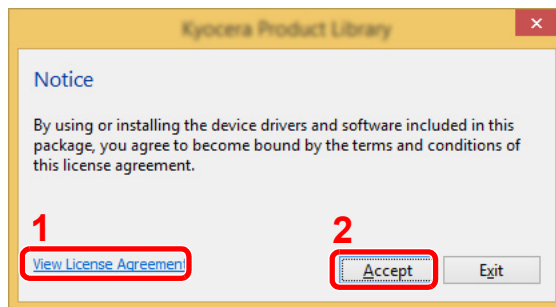 Kyocera Product Library
Notice
By using or installing the device drivers and software included in this
package, you agree to become bound by the terms and conditions of
this license agreement.
1
2
View License Agreement
Accept
Exit